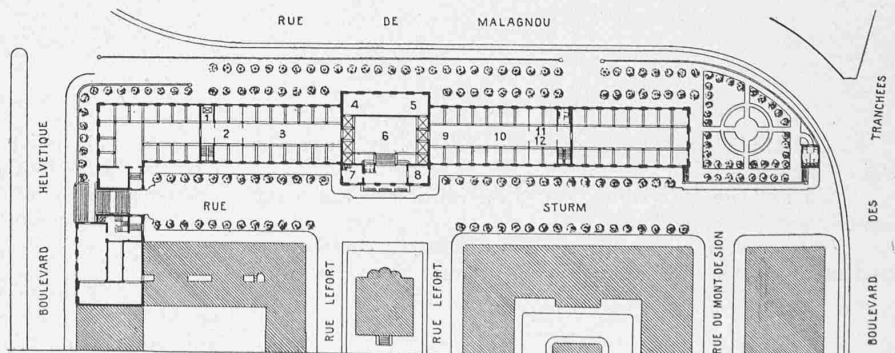 RUE DE MALAGNOU
BOULEVARD HELVETIQUE
BOULEVARD DES TRANCHÉES
1
2
3
4
5
6
7
8
9
10
11
12
RUE STURM
RUE LEFORT
RUE LEFORT
RUE DU MONT DE SION